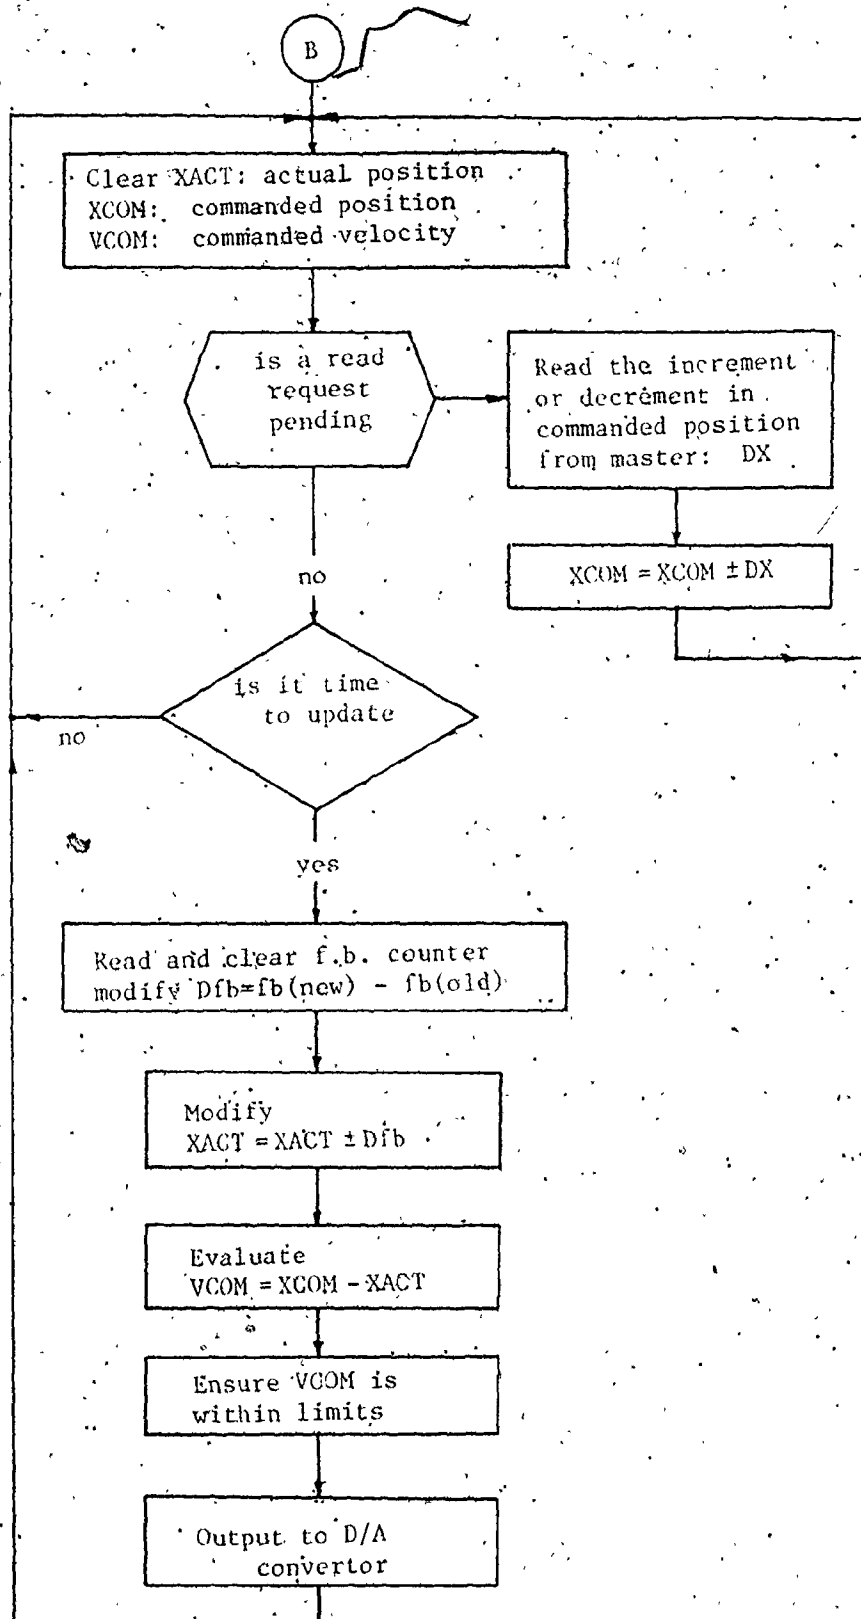 B
Clear XACT: actual position
XCOM: commanded position
VCOM: commanded velocity
is a read
request
pending
Read the increment
or decrement in
commanded position
from master: DX
XCOM = XCOM ± DX
no
is it time
to update
no
yes
Read and clear f.b. counter
modify Dfb=fb(new) - fb(old)
Modify
XACT = XACT ± Dfb
Evaluate
VCOM = XCOM - XACT
Ensure VCOM is
within limits
Output to D/A
convertor